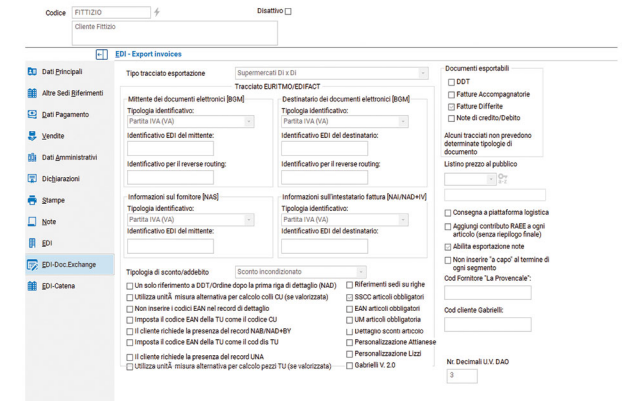 Codice FITTIZIO Disattivo
Cliente Fittizio
EDI - Export invoices
Dati Principali
Altre Sedi Riferimenti
Dati Pagamento
Vendite
Dati Amministrativi
Dichiarazioni
Stampe
Note
EDI
EDI-Doc.Exchange
EDI-Catena
Tipo tracciato esportazione Supermercati Di x Di
Tracciato EURITMO/EDIFACT
Mittente dei documenti elettronici [BGM]
Tipologia identificativo:
Partita IVA (VA)
Identificativo EDI del mittente:
Identificativo per il reverse routing:
Destinatario dei documenti elettronici [BGM]
Tipologia identificativo:
Partita IVA (VA)
Identificativo EDI del destinatario:
Identificativo per il reverse routing:
Informazioni sul fornitore [NAS]
Tipologia identificativo:
Partita IVA (VA)
Identificativo EDI del mittente:
Informazioni sull'intestatario fattura [NAI/NAD+IV]
Tipologia identificativo:
Partita IVA (VA)
Identificativo EDI del destinatario:
Tipologia di sconto/addebito Sconto incondizionato
Un solo riferimento a DDT/Ordine dopo la prima riga di dettaglio (NAD)
Utilizza unitÃ misura alternativa per calcolo colli CU (se valorizzata)
Non inserire i codici EAN nel record di dettaglio
Imposta il codice EAN della TU come il codice CU
Il cliente richiede la presenza del record NAB/NAD+BY
Imposta il codice EAN della TU come il cod dis TU
Il cliente richiede la presenza del record UNA
Utilizza unitÃ misura alternativa per calcolo pezzi TU (se valorizzata)
Riferimenti sedi su righe
SSCC articoli obbligatori
EAN articoli obbligatori
UM articoli obbligatoria
Dettaglio sconto articolo
Personalizzazione Attianese
Personalizzazione Lizzi
Gabrielli V. 2.0
Documenti esportabili
DDT
Fatture Accompagnatorie
Fatture Differite
Note di credito/Debito
Alcuni tracciati non prevedono
determinate tipologie di
documento
Listino prezzo al pubblico
Consegna a piattaforma logistica
Aggiungi contributo RAEE a ogni
articolo (senza riepilogo finale)
Abilita esportazione note
Non inserire "a capo" al termine di
ogni segmento
Cod Fornitore "La Provencale":
Cod cliente Gabrielli:
Nr. Decimali U.V. DAO
3